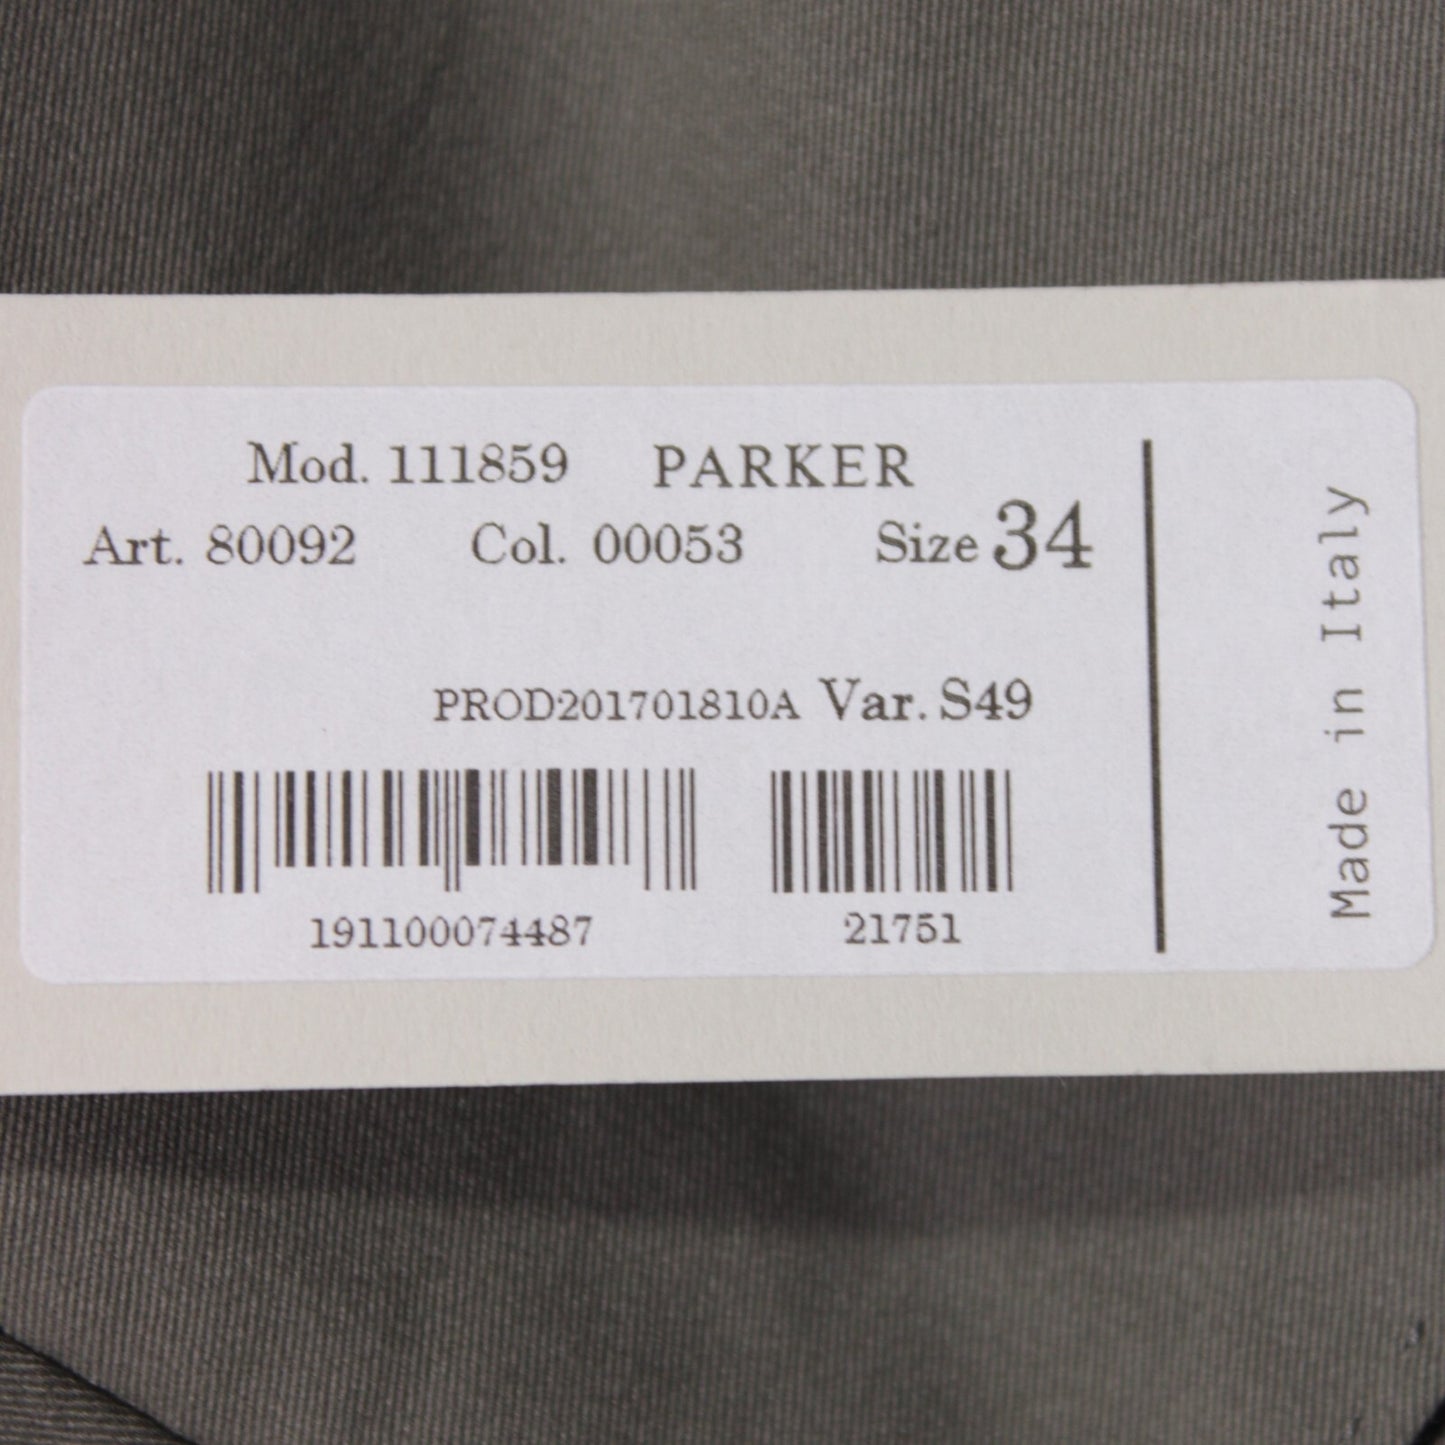 Mod. 111859 PARKER
Art. 80092 Col. 00053 Size 34
PROD201701810A Var. S49
191100074487 21751
Made in Italy